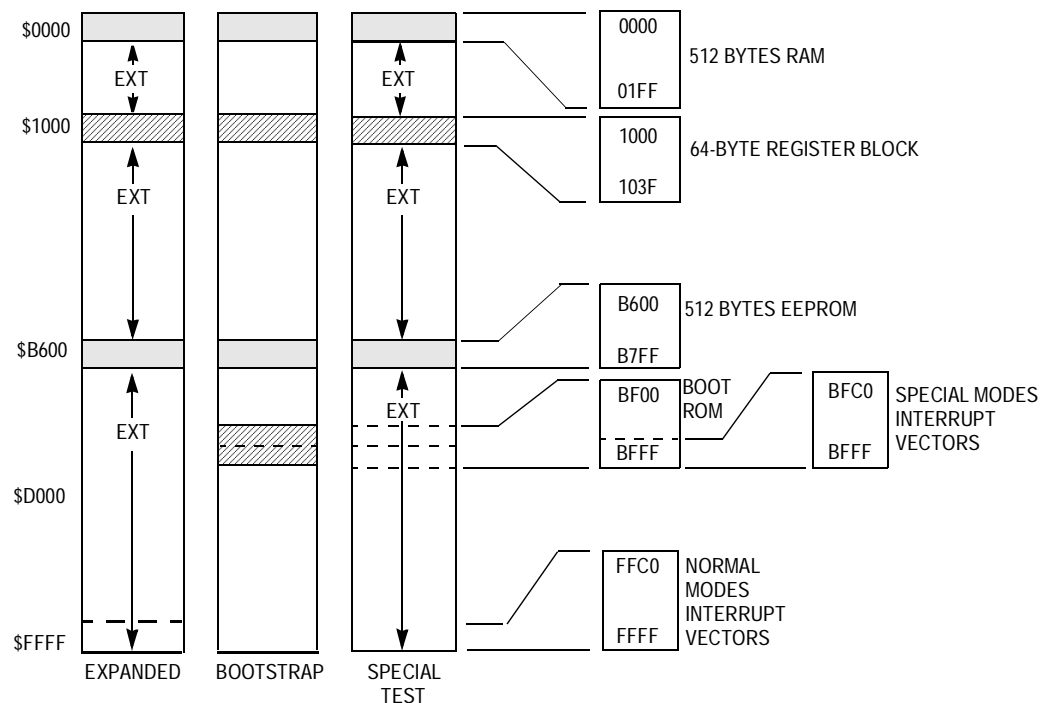 $0000
EXT
$1000
EXT
$B600
EXT
$D000
$FFFF
EXPANDED
BOOTSTRAP
EXT
EXT
EXT
SPECIAL
TEST
0000
01FF
512 BYTES RAM
1000
103F
64-BYTE REGISTER BLOCK
B600
B7FF
512 BYTES EEPROM
BF00
BFFF
BOOT
ROM
BFC0
BFFF
SPECIAL MODES
INTERRUPT
VECTORS
FFC0
FFFF
NORMAL
MODES
INTERRUPT
VECTORS